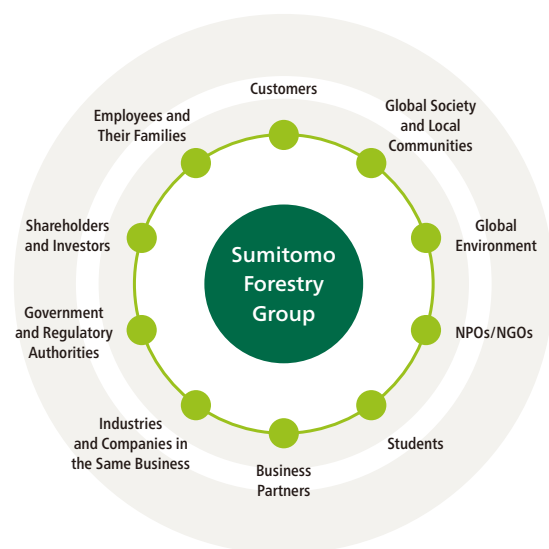 Customers
Global Society
and Local
Communities
Global
Environment
NPOs/NGOs
Students
Business
Partners
Industries
and Companies in
the Same Business
Government
and Regulatory
Authorities
Shareholders
and Investors
Employees and
Their Families
Sumitomo
Forestry
Group